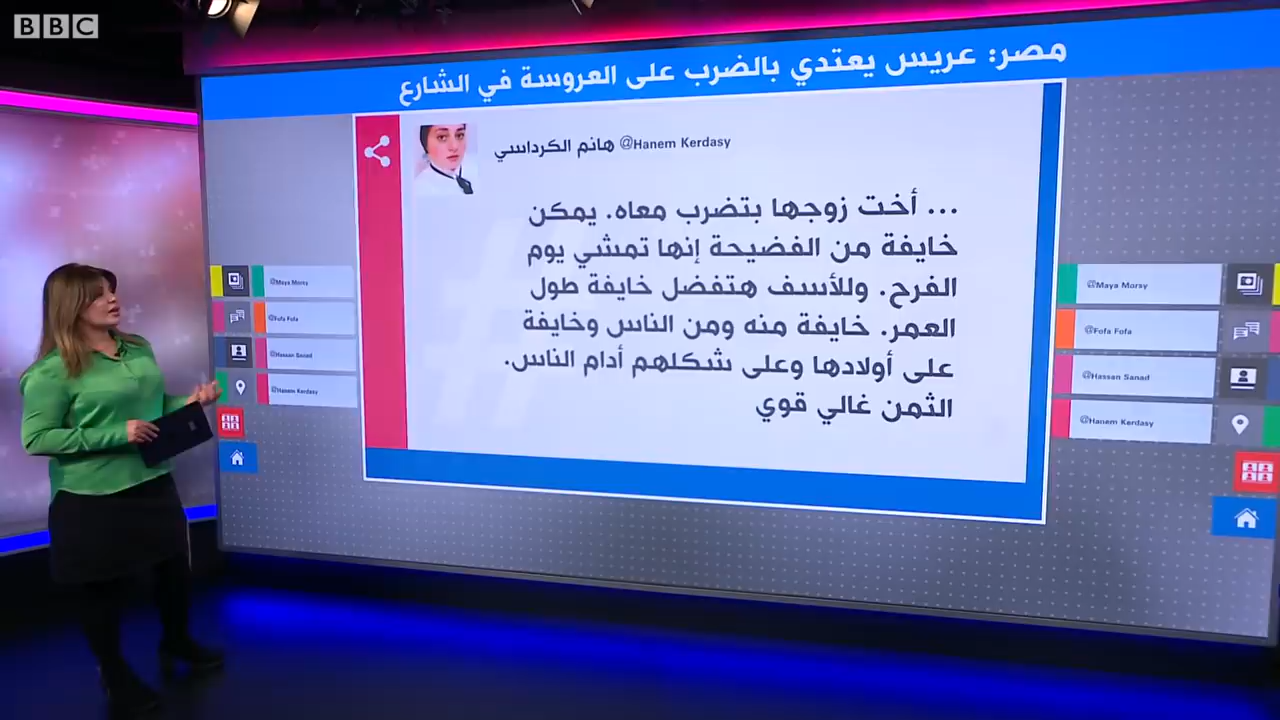 BBC
مصر: عريس يعتدي بالضرب على العروسة في الشارع
هانم الكرداسي @Hanem Kerdasy
... أخت زوجها بتضرب معاه. يمكن
خايفة من الفضيحة إنها تمشي يوم
الفرح. وللأسف هتفضل خايفة طول
العمر. خايفة منه ومن الناس وخايفة
على أولادها وعلى شكلهم أدام الناس.
الثمن غالي قوي
@Maya Morsy
@Fofa Fofa
@Hassan Sanad
@Hanem Kerdasy
@Maya Morsy
@Fofa Fofa
@Hassan Sanad
@Hanem Kerdasy